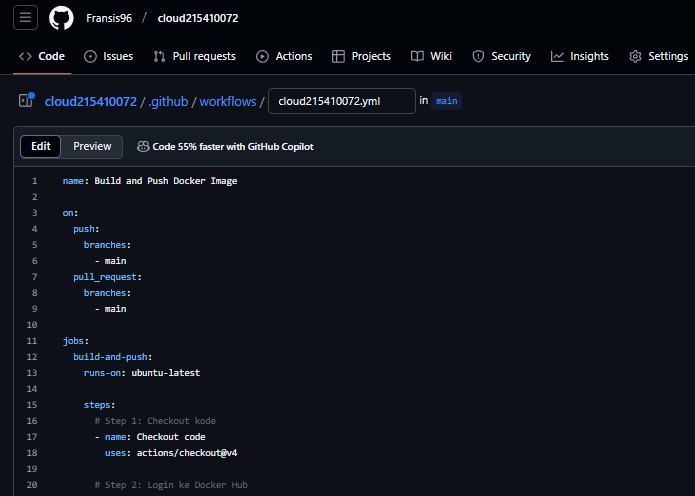 Fransis96 / cloud215410072
Code Issues Pull requests Actions Projects Wiki Security Insights Settings
cloud215410072 / .github / workflows / cloud215410072.yml in main
Edit Preview Code 55% faster with GitHub Copilot
1 name: Build and Push Docker Image
2
3 on:
4 push:
5 branches:
6 - main
7 pull_request:
8 branches:
9 - main
10
11 jobs:
12 build-and-push:
13 runs-on: ubuntu-latest
14
15 steps:
16 # Step 1: Checkout kode
17 - name: Checkout code
18 uses: actions/checkout@v4
19
20 # Step 2: Login ke Docker Hub